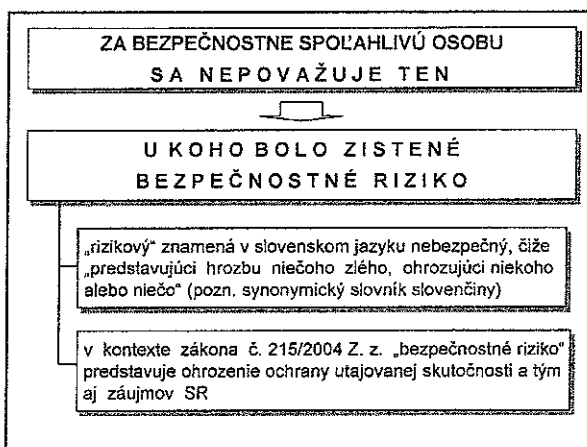 ZA BEZPEČNOSTNE SPOĽAHLIVÚ OSOBU
SA NEPOVAŽUJE TEN
U KOHO BOLO ZISTENÉ
BEZPEČNOSTNÉ RIZIKO
„rizikový“ znamená v slovenskom jazyku nebezpečný, čiže
„predstavujúci hrozbu niečoho zlého, ohrozujúci niekoho
alebo niečo“ (pozn. synonymický slovník slovenčiny)
v kontexte zákona č. 215/2004 Z. z. „bezpečnostné riziko“
predstavuje ohrozenie ochrany utajovanej skutočnosti a tým
aj záujmov SR